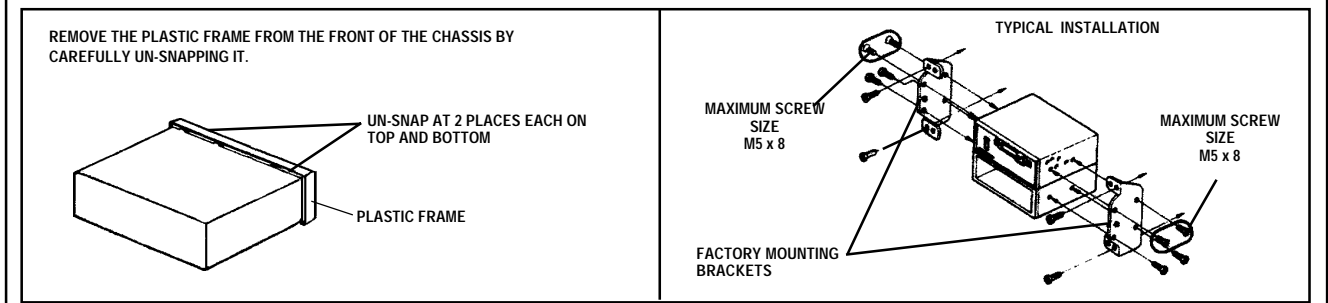 REMOVE THE PLASTIC FRAME FROM THE FRONT OF THE CHASSIS BY
CAREFULLY UN-SNAPPING IT.
UN-SNAP AT 2 PLACES EACH ON
TOP AND BOTTOM
PLASTIC FRAME
TYPICAL INSTALLATION
MAXIMUM SCREW
SIZE
M5 x 8
MAXIMUM SCREW
SIZE
M5 x 8
FACTORY MOUNTING
BRACKETS